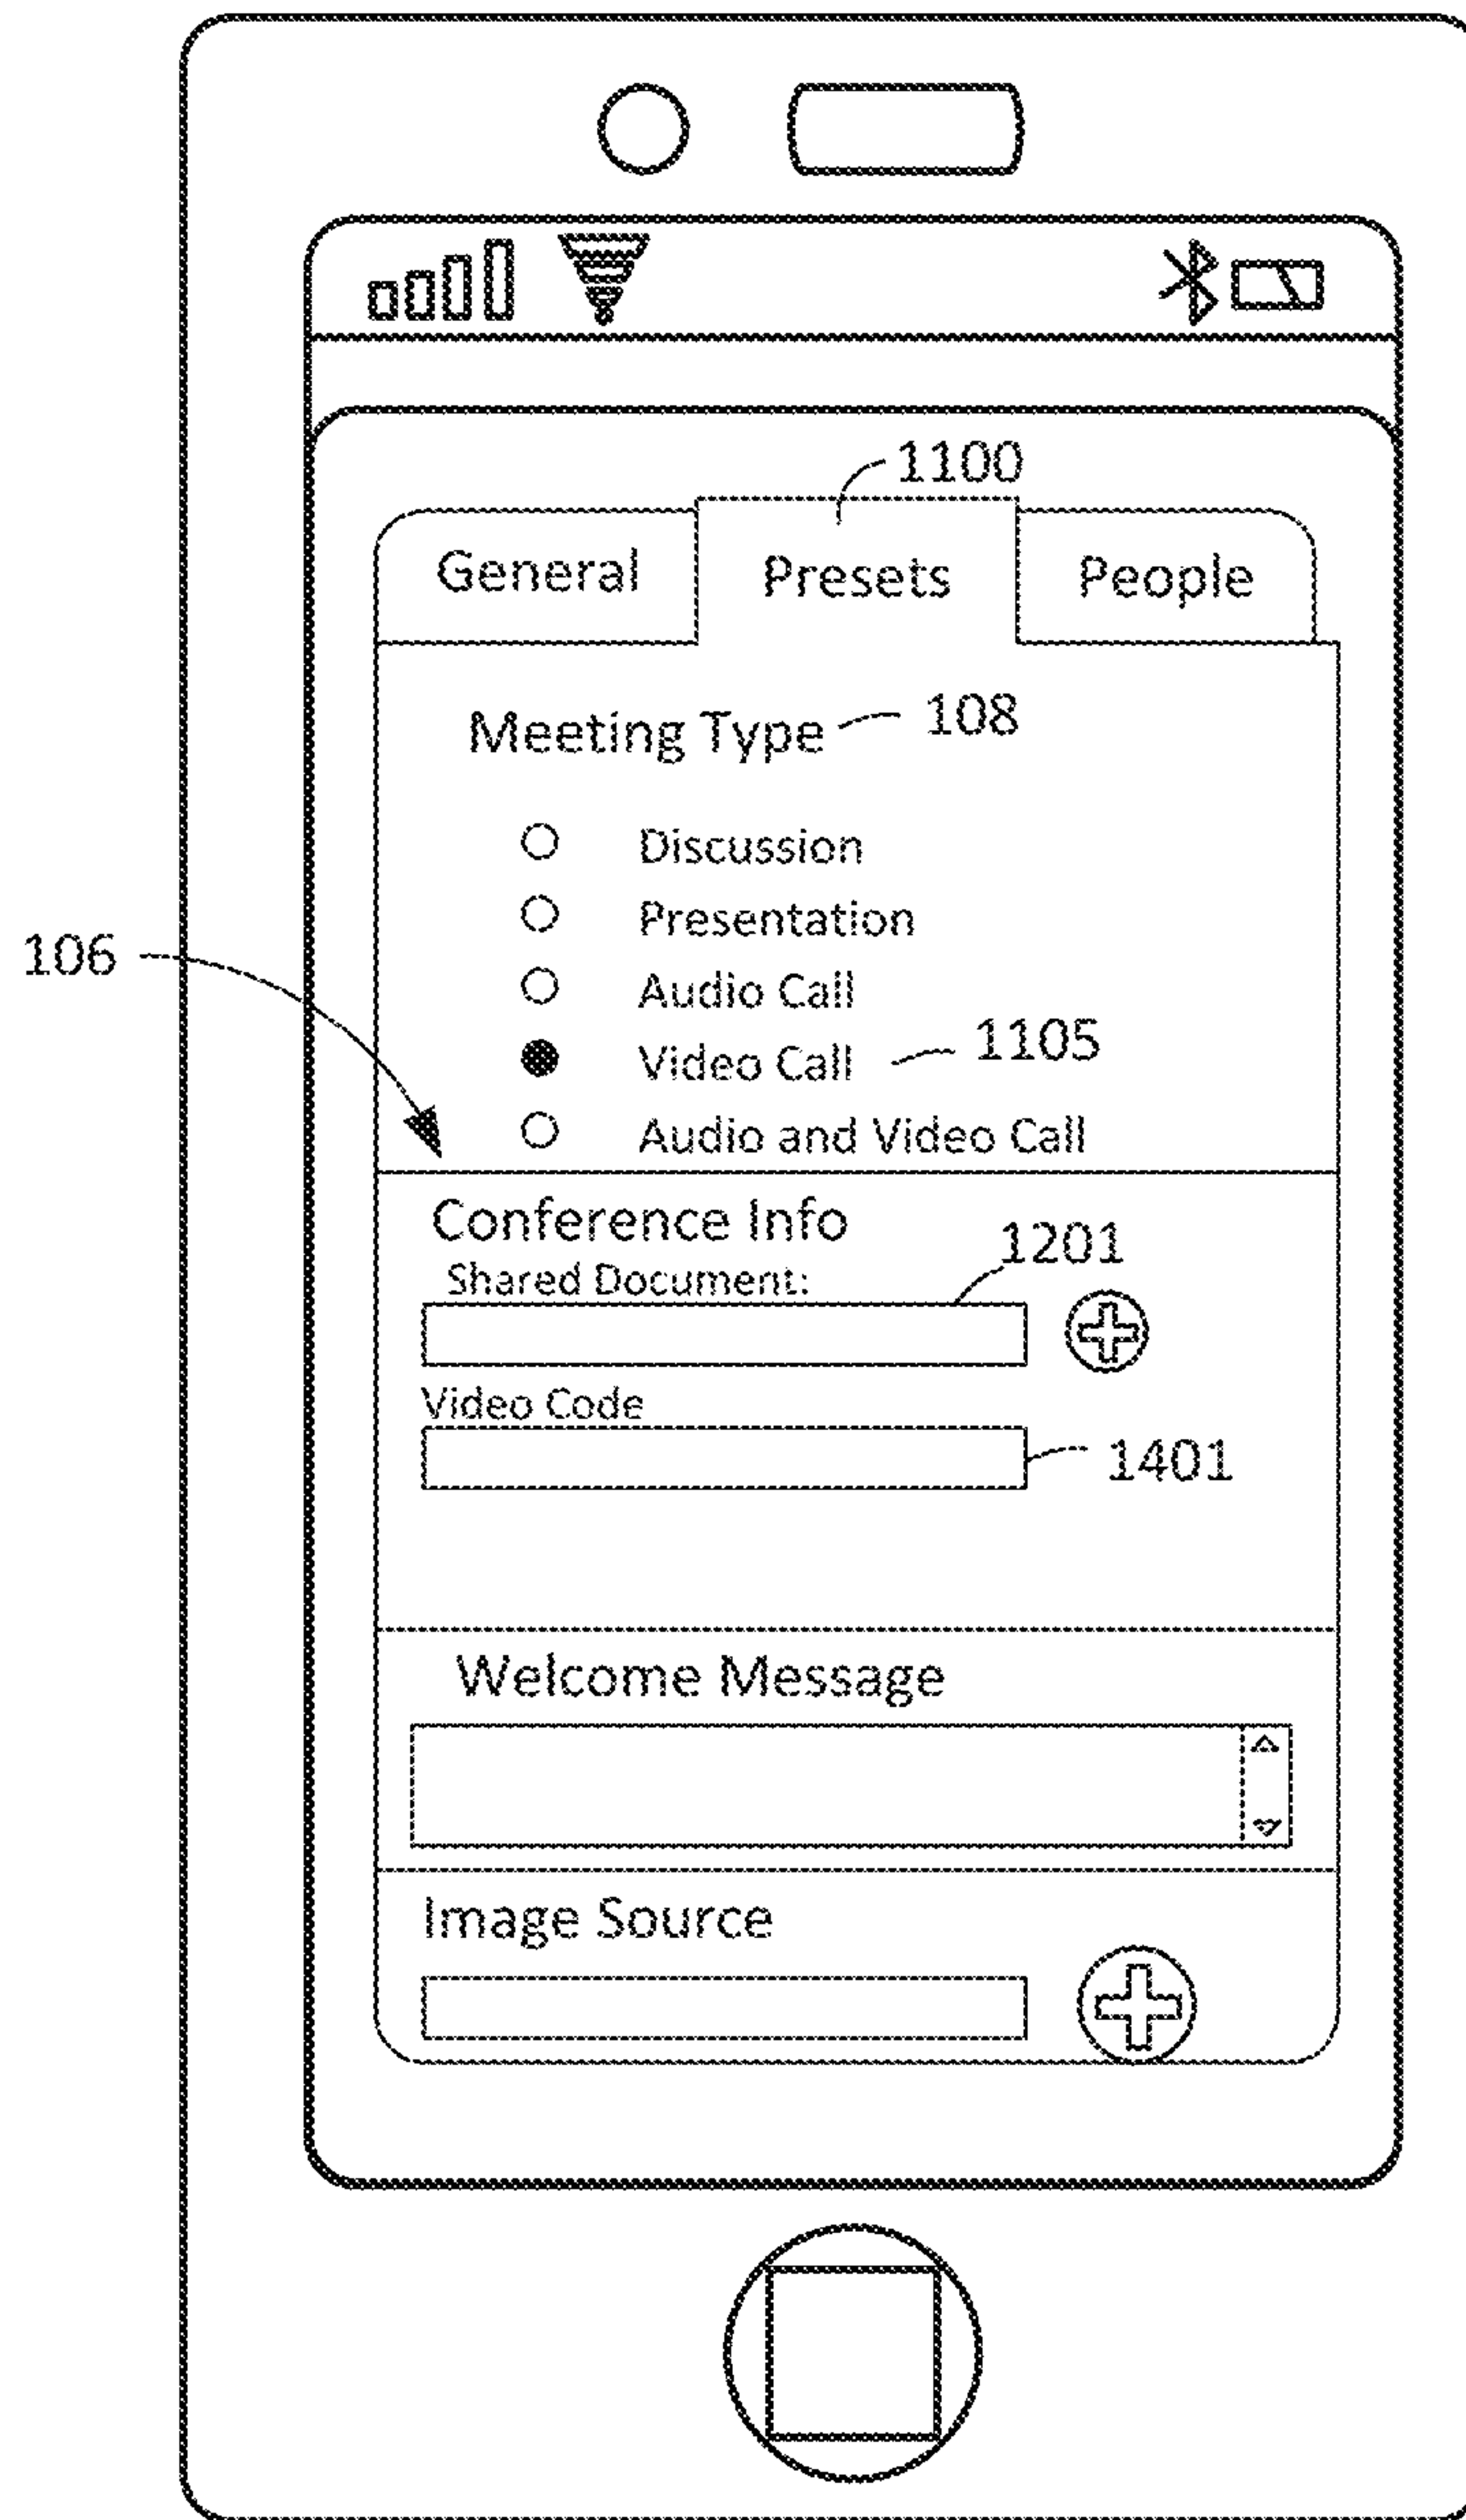 1100
General Presets People
Meeting Type 108
Discussion
Presentation
106
Audio Call
Video Call 1105
Audio and Video Call
Conference Info
1201
Shared Document:
Video Code
1401
Welcome Message
Image Source